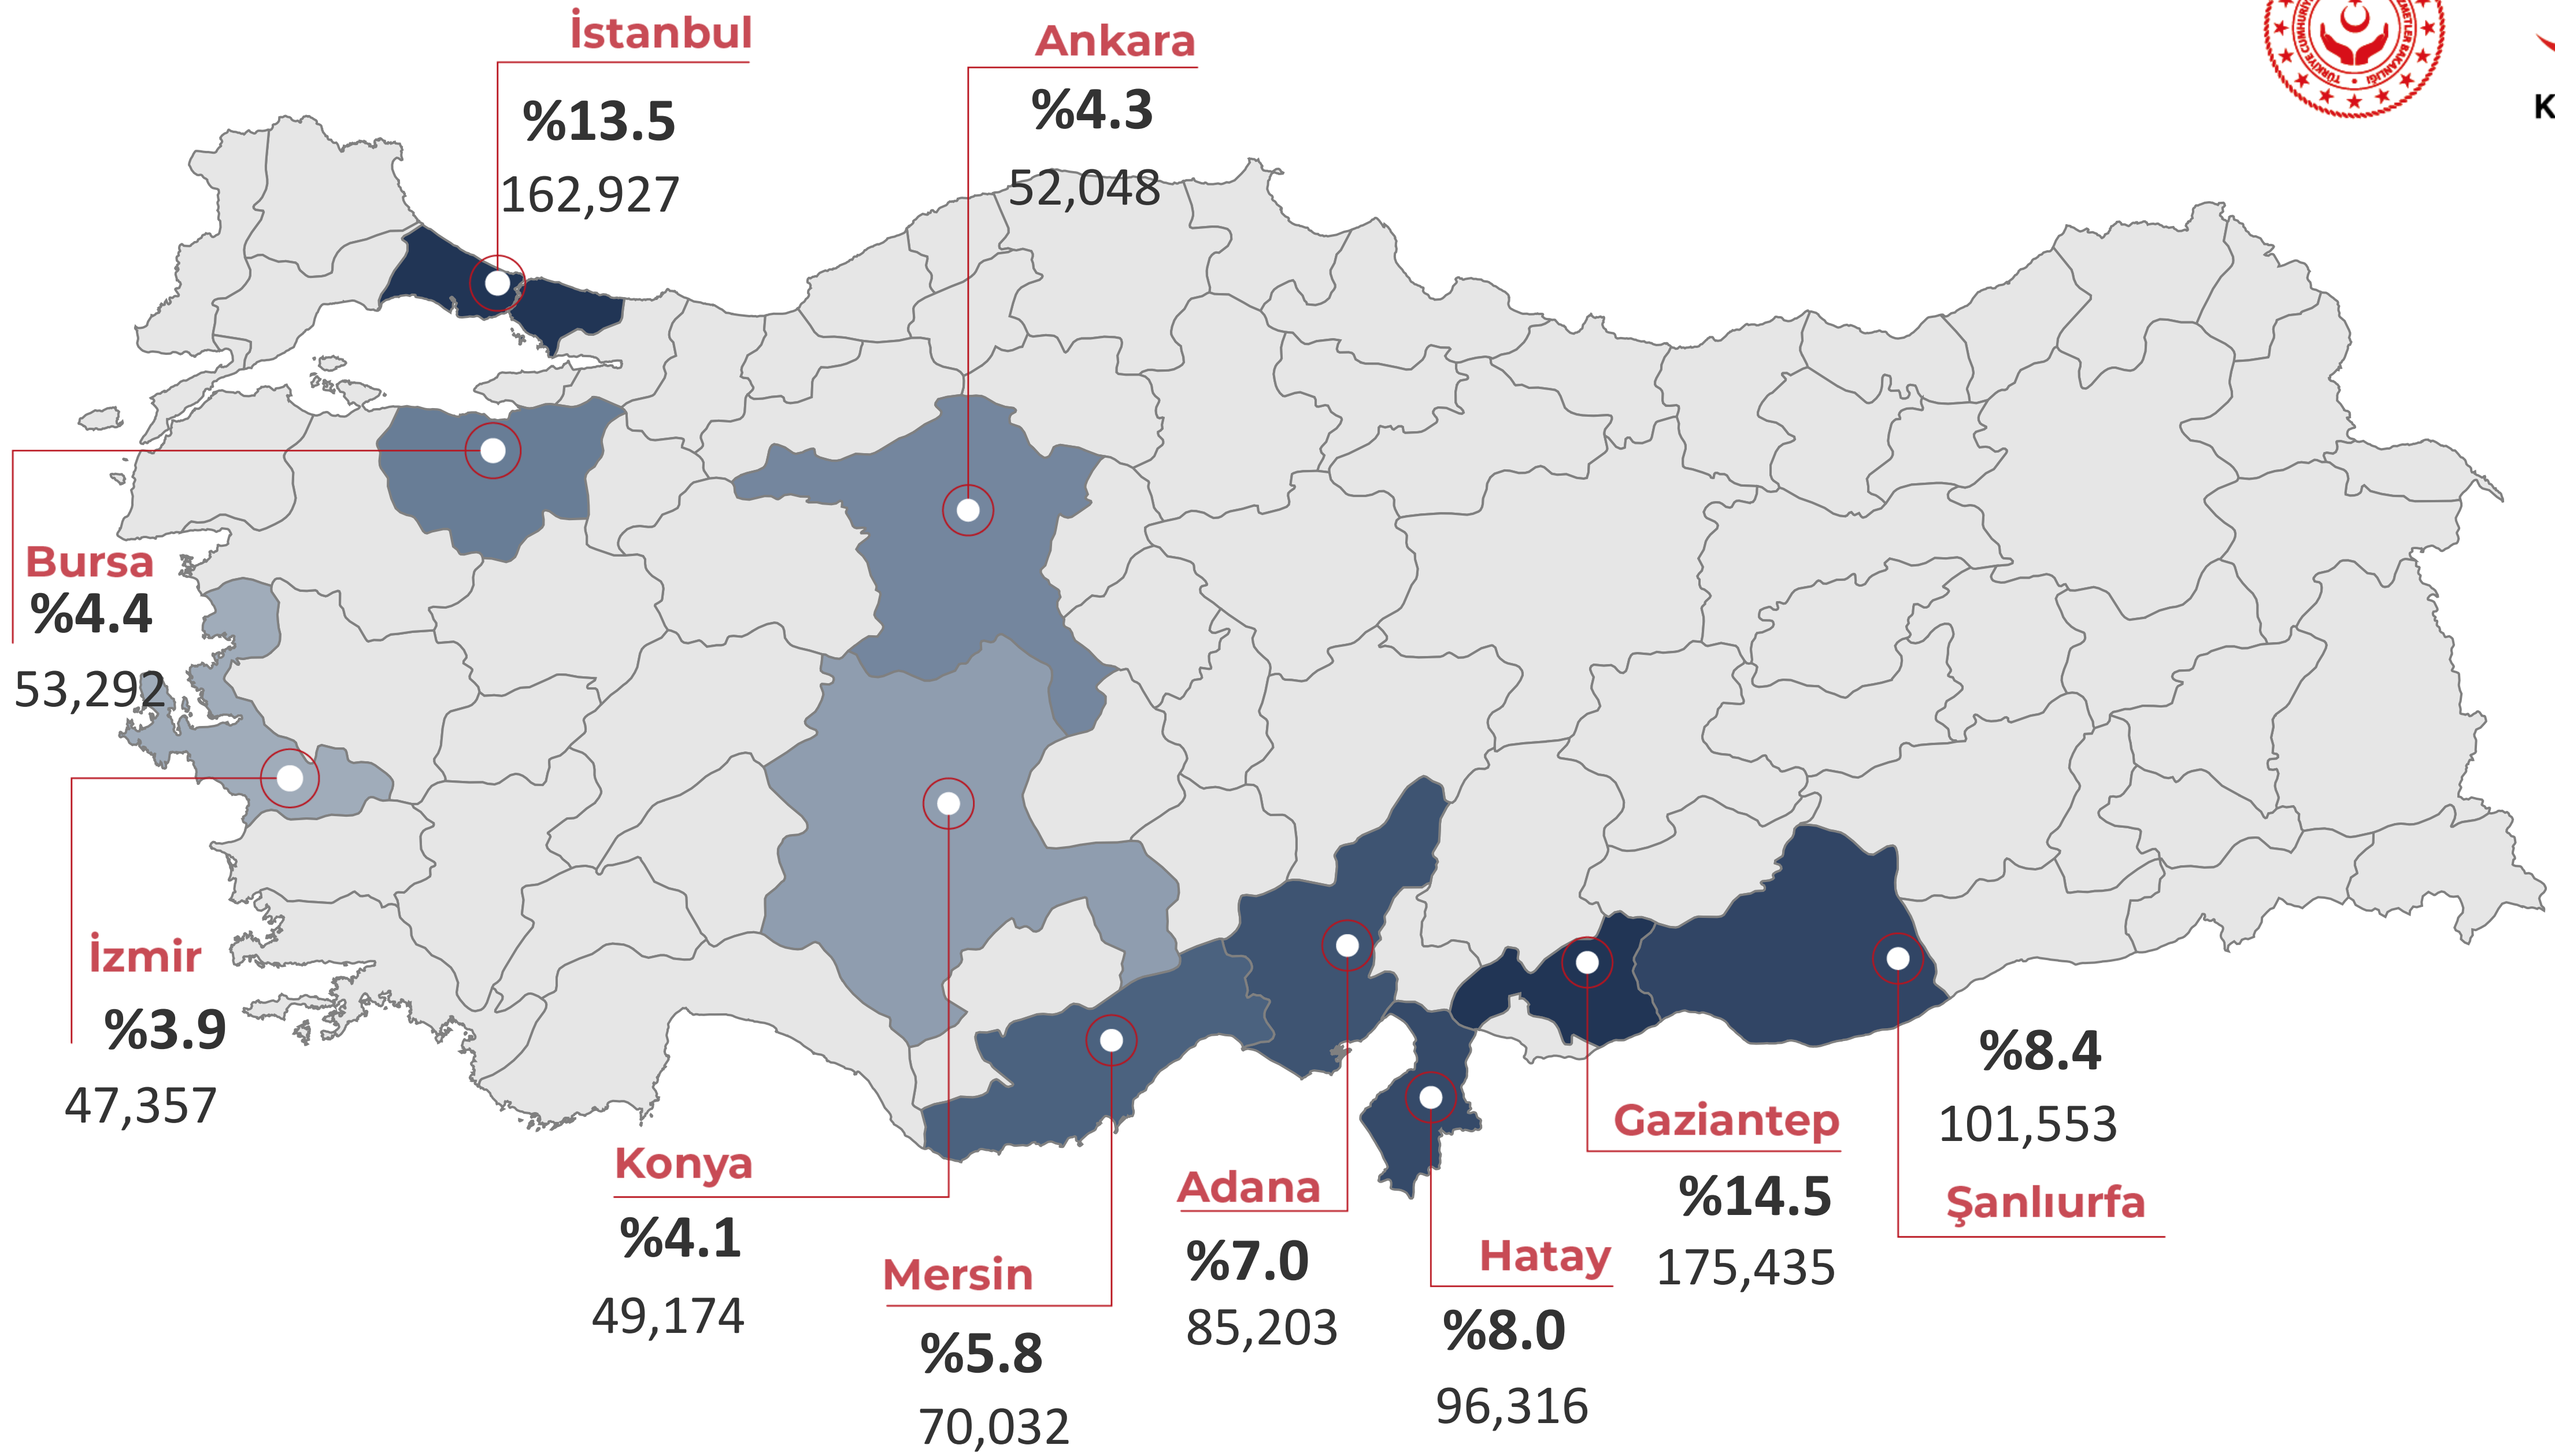 İstanbul
%13.5
162,927
Ankara
%4.3
52,048
Bursa
%4.4
53,292
İzmir
%3.9
47,357
Konya
%4.1
49,174
Mersin
%5.8
70,032
Adana
%7.0
85,203
Hatay
%8.0
96,316
Gaziantep
%14.5
175,435
%8.4
101,553
Şanlıurfa
K